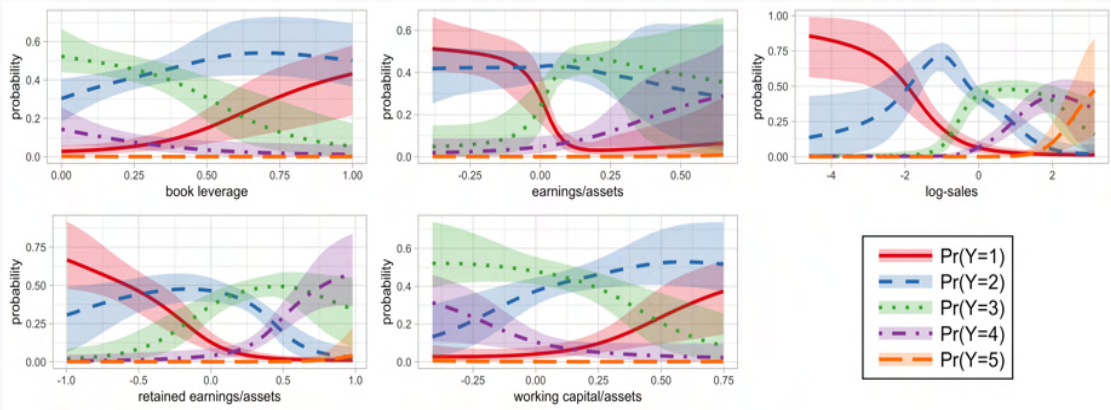 probability
0.6
0.4
0.2
0.0
0.00
0.25
0.50
0.75
1.00
book leverage
probability
0.6
0.4
0.2
0.0
-0.25
0.00
0.25
0.50
earnings/assets
probability
1.00
0.75
0.50
0.25
0.00
-4
-2
0
2
log-sales
probability
0.75
0.50
0.25
0.00
-1.0
-0.5
0.0
0.5
1.0
retained earnings/assets
probability
0.6
0.4
0.2
0.0
-0.25
0.00
0.25
0.50
0.75
working capital/assets
Pr(Y=1)
Pr(Y=2)
Pr(Y=3)
Pr(Y=4)
Pr(Y=5)